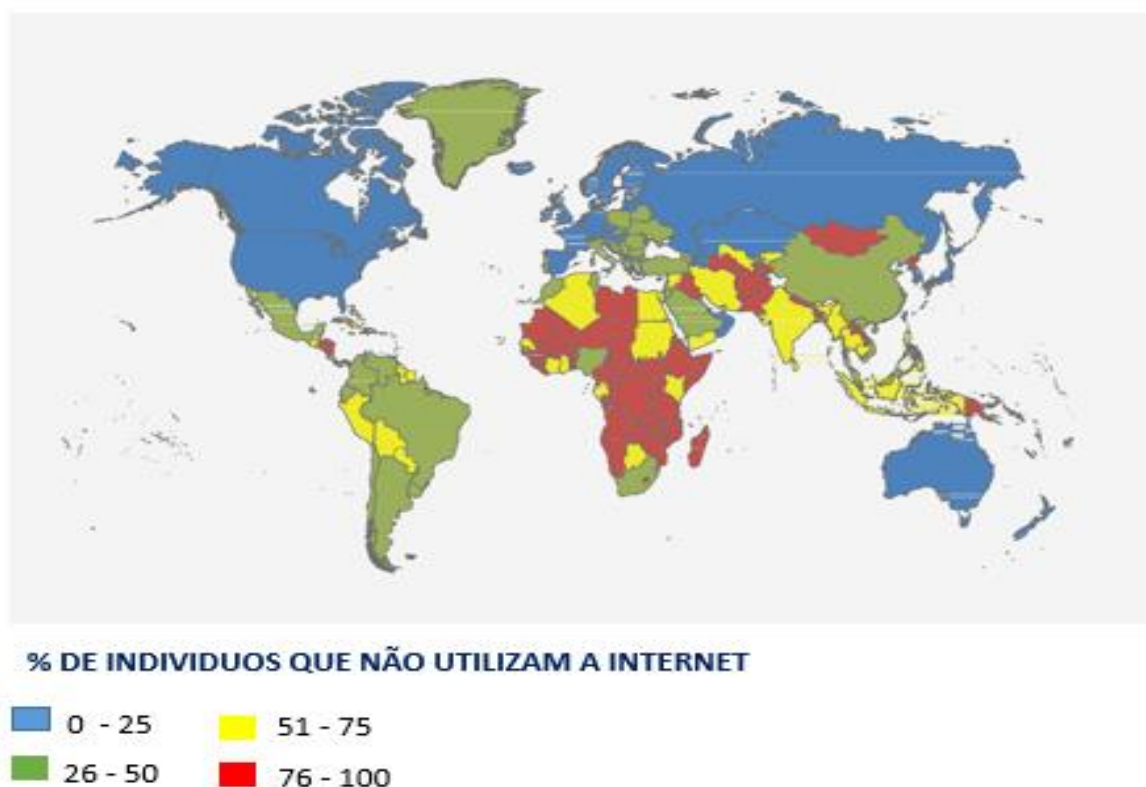 % DE INDIVIDUOS QUE NÃO UTILIZAM A INTERNET
0 - 25
51 - 75
26 - 50
76 - 100